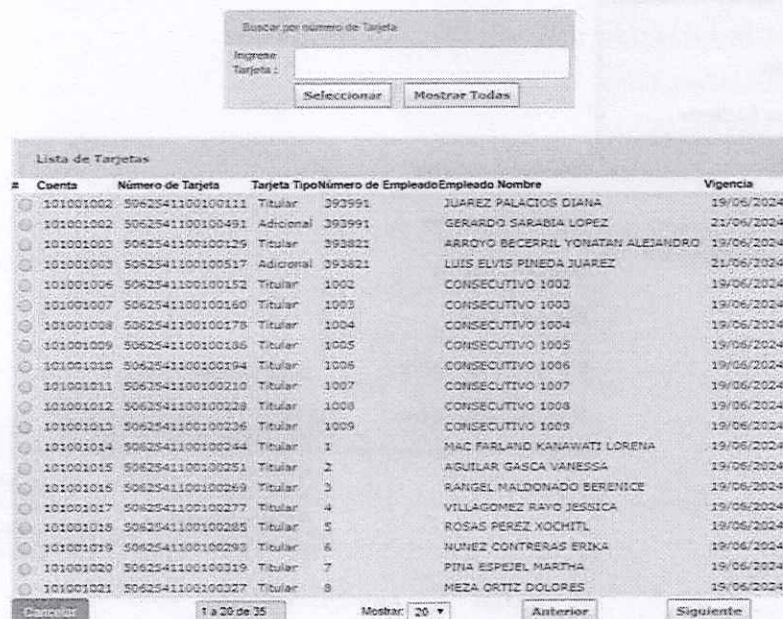 Buscar por número de Tarjeta
Ingrese
Tarjeta :
Seleccionar Mostrar Todas
Lista de Tarjetas
# Cuenta Número de Tarjeta Tarjeta Tipo Número de Empleado Empleado Nombre Vigencia
101001002 5062541100100111 Titular 393991 JUAREZ PALACIOS DIANA 19/06/2024
101001002 5062541100100491 Adicional 393991 GERARDO SARABIA LOPEZ 21/06/2024
101001003 5062541100100129 Titular 393821 ARROYO BECERRIL YONATAN ALEJANDRO 19/06/2024
101001003 5062541100100517 Adicional 393821 LUIS ELVIS PINEDA JUAREZ 21/06/2024
101001006 5062541100100152 Titular 1002 CONSECUTIVO 1002 19/06/2024
101001007 5062541100100160 Titular 1003 CONSECUTIVO 1003 19/06/2024
101001008 5062541100100178 Titular 1004 CONSECUTIVO 1004 19/06/2024
101001009 5062541100100186 Titular 1005 CONSECUTIVO 1005 19/06/2024
101001010 5062541100100194 Titular 1006 CONSECUTIVO 1006 19/06/2024
101001011 5062541100100210 Titular 1007 CONSECUTIVO 1007 19/06/2024
101001012 5062541100100228 Titular 1008 CONSECUTIVO 1008 19/06/2024
101001013 5062541100100236 Titular 1009 CONSECUTIVO 1009 19/06/2024
101001014 5062541100100244 Titular 1 MAC FARLAND KANAWATI LORENA 19/06/2024
101001015 5062541100100251 Titular 2 AGUILAR GASCA VANESSA 19/06/2024
101001016 5062541100100269 Titular 3 RANGEL MALDONADO BERENICE 19/06/2024
101001017 5062541100100277 Titular 4 VILLAGOMEZ RAYO JESSICA 19/06/2024
101001018 5062541100100285 Titular 5 ROSAS PEREZ XOCHITL 19/06/2024
101001019 5062541100100293 Titular 6 NUNEZ CONTRERAS ERIKA 19/06/2024
101001020 5062541100100319 Titular 7 PINA ESPEJEL MARTHA 19/06/2024
101001021 5062541100100327 Titular 8 MEZA ORTIZ DOLORES 19/06/2024
Cancelar 1 a 20 de 35 Mostrar: 20 Anterior Siguiente